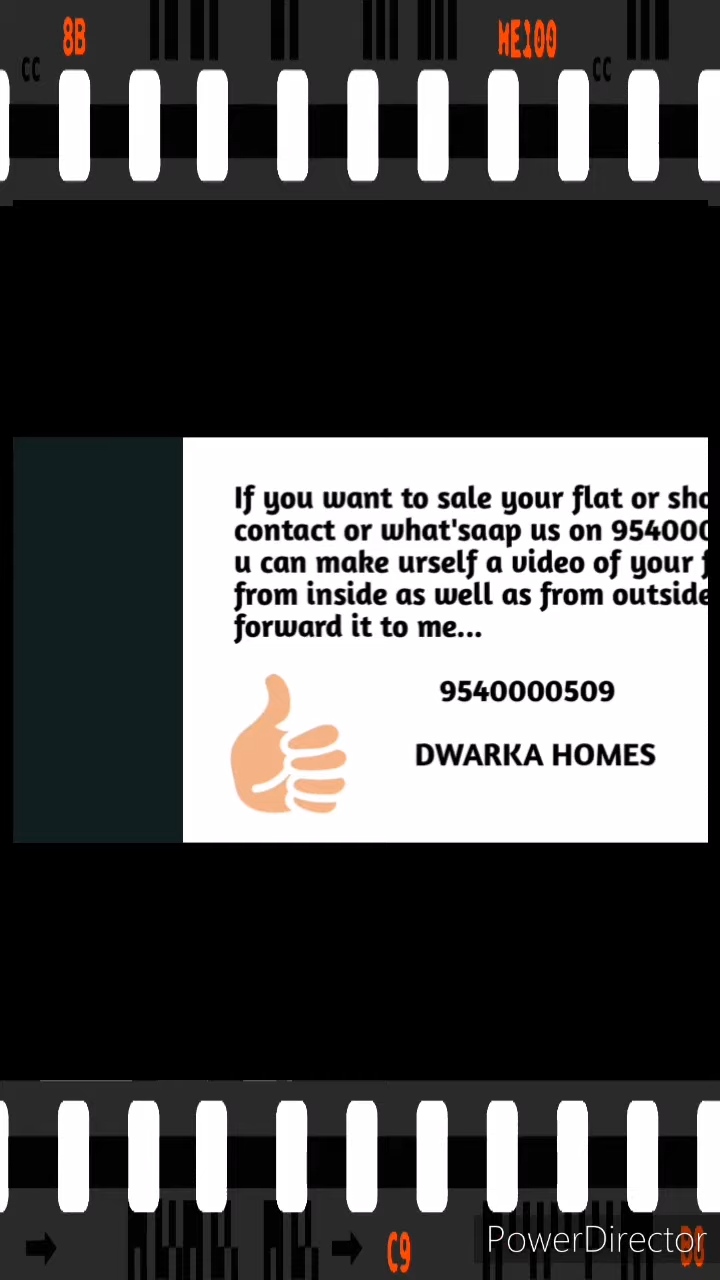 8B ME100
CC CC
If you want to sale your flat or sho
contact or what'saap us on 954000
u can make urself a video of your f
from inside as well as from outside
forward it to me...
9540000509
DWARKA HOMES
C9 PowerDirector B8